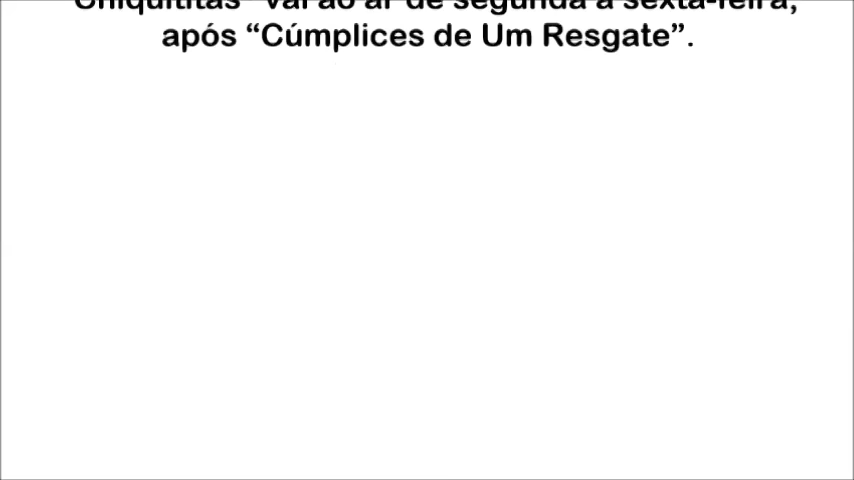 Chiquititas” vai ao ar de segunda a sexta-feira,
após “Cúmplices de Um Resgate”.